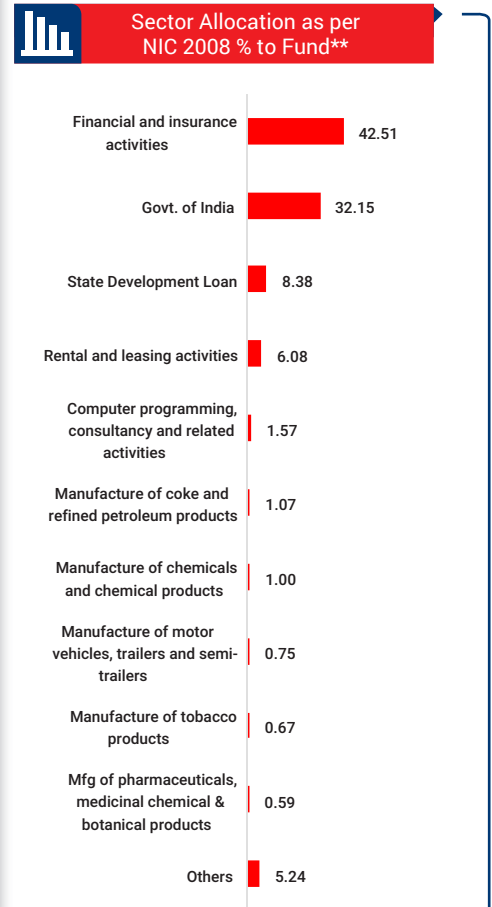 Sector Allocation as per
NIC 2008 % to Fund**
Financial and insurance
activities
42.51
Govt. of India
32.15
State Development Loan
8.38
Rental and leasing activities
6.08
Computer programming,
consultancy and related
activities
1.57
Manufacture of coke and
refined petroleum products
1.07
Manufacture of chemicals
and chemical products
1.00
Manufacture of motor
vehicles, trailers and semi-
trailers
0.75
Manufacture of tobacco
products
0.67
Mfg of pharmaceuticals,
medicinal chemical &
botanical products
0.59
Others
5.24